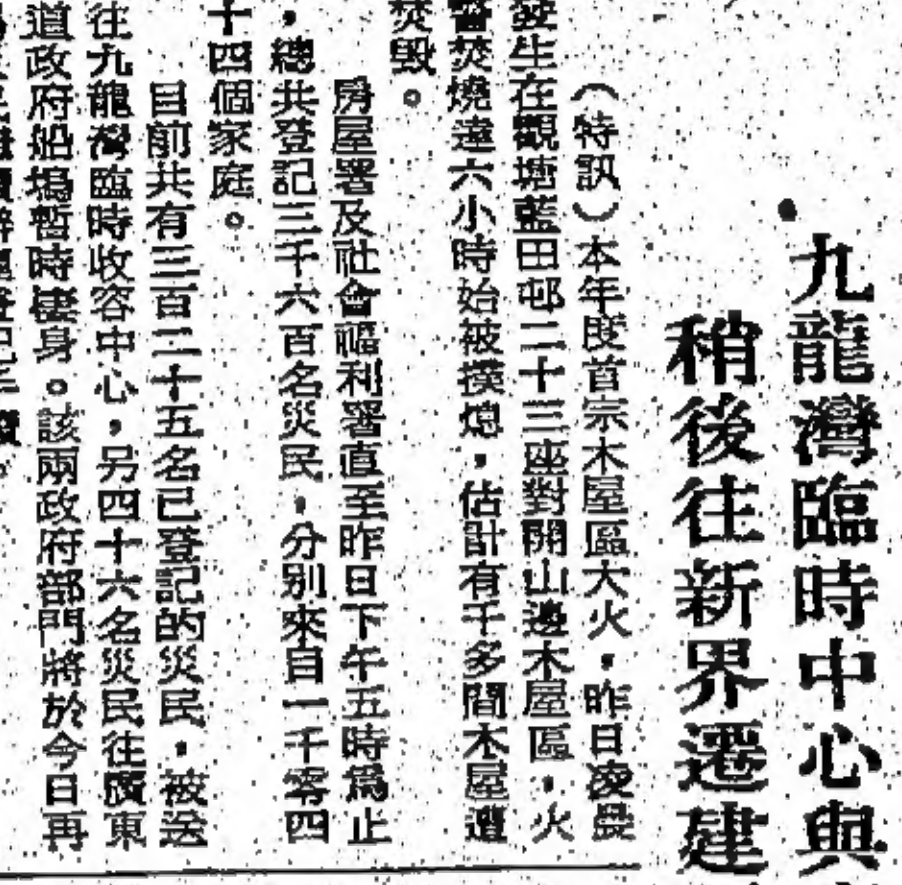 九龍灣臨時中心與
稍後往新界遷建
（特訊）本年度首宗木屋區大火，昨日凌晨
發生在觀塘藍田邨二十三座對開山邊木屋區，火
警焚燒達六小時始被撲熄，估計有千多間木屋遭
焚毀。
房屋署及社會福利署直至昨日下午五時爲止
，總共登記三千六百名災民，分別來自一千零四
十四個家庭。
目前共有三百二十五名已登記的災民，被送
往九龍灣臨時收容中心，另四十六名災民往廣東
道政府船塢暫時棲身。該兩政府部門將於今日再